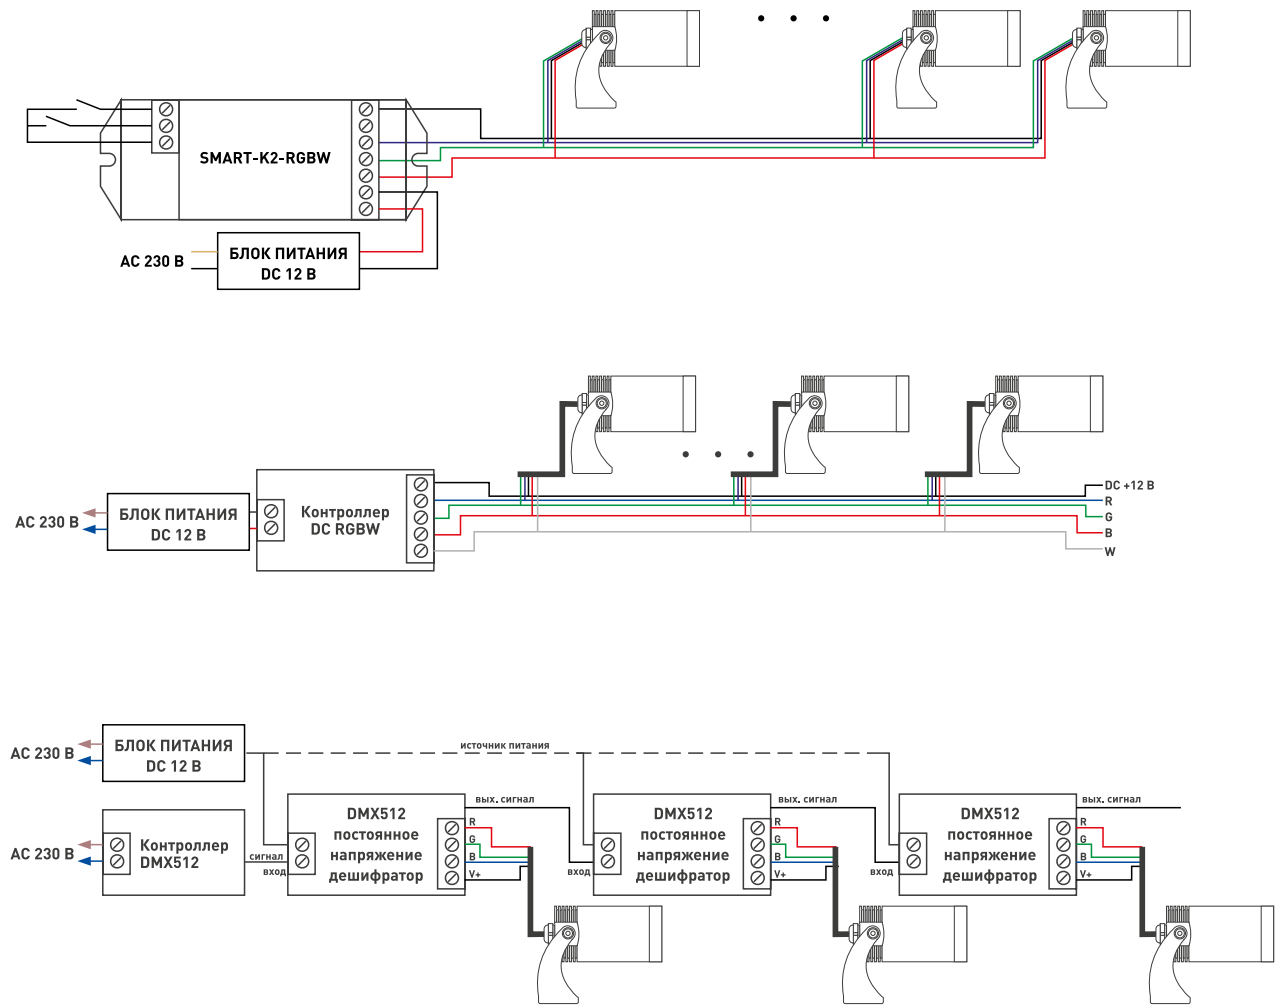 SMART-K2-RGBW
AC 230 В
БЛОК ПИТАНИЯ
DC 12 В
AC 230 В
БЛОК ПИТАНИЯ
DC 12 В
Контроллер
DC RGBW
DC +12 В
R
G
B
W
AC 230 В
БЛОК ПИТАНИЯ
DC 12 В
источник питания
AC 230 В
Контроллер
DMX512
сигнал
вход
DMX512
постоянное
напряжение
дешифратор
R
G
B
V+
вых. сигнал
вход
DMX512
постоянное
напряжение
дешифратор
R
G
B
V+
вых. сигнал
вход
DMX512
постоянное
напряжение
дешифратор
R
G
B
V+
вых. сигнал